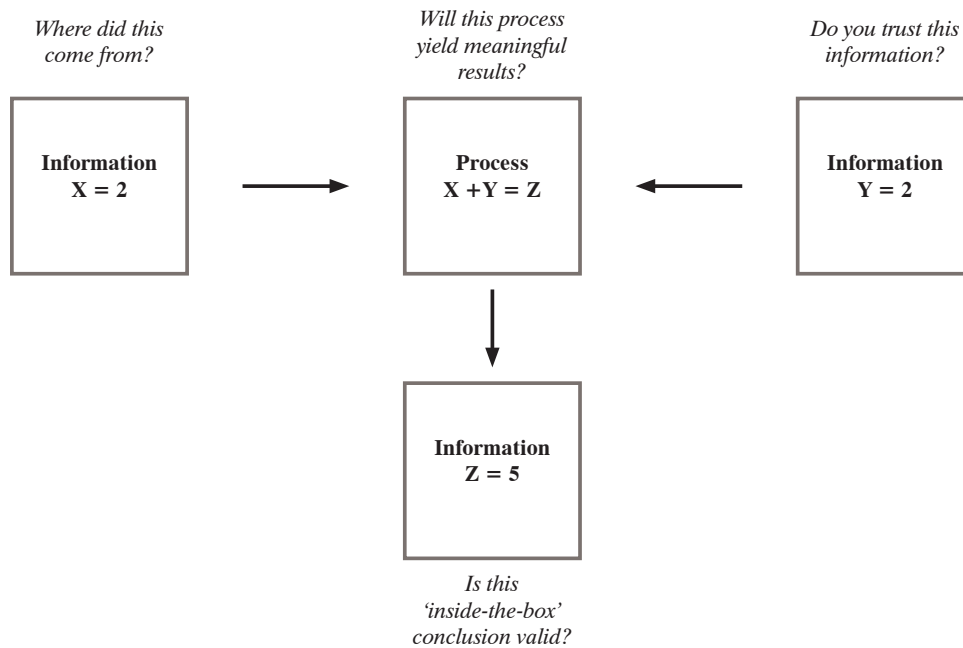 Where did this
come from?
Will this process
yield meaningful
results?
Do you trust this
information?
Information
X = 2
Process
X +Y = Z
Information
Y = 2
Information
Z = 5
Is this
‘inside-the-box’
conclusion valid?